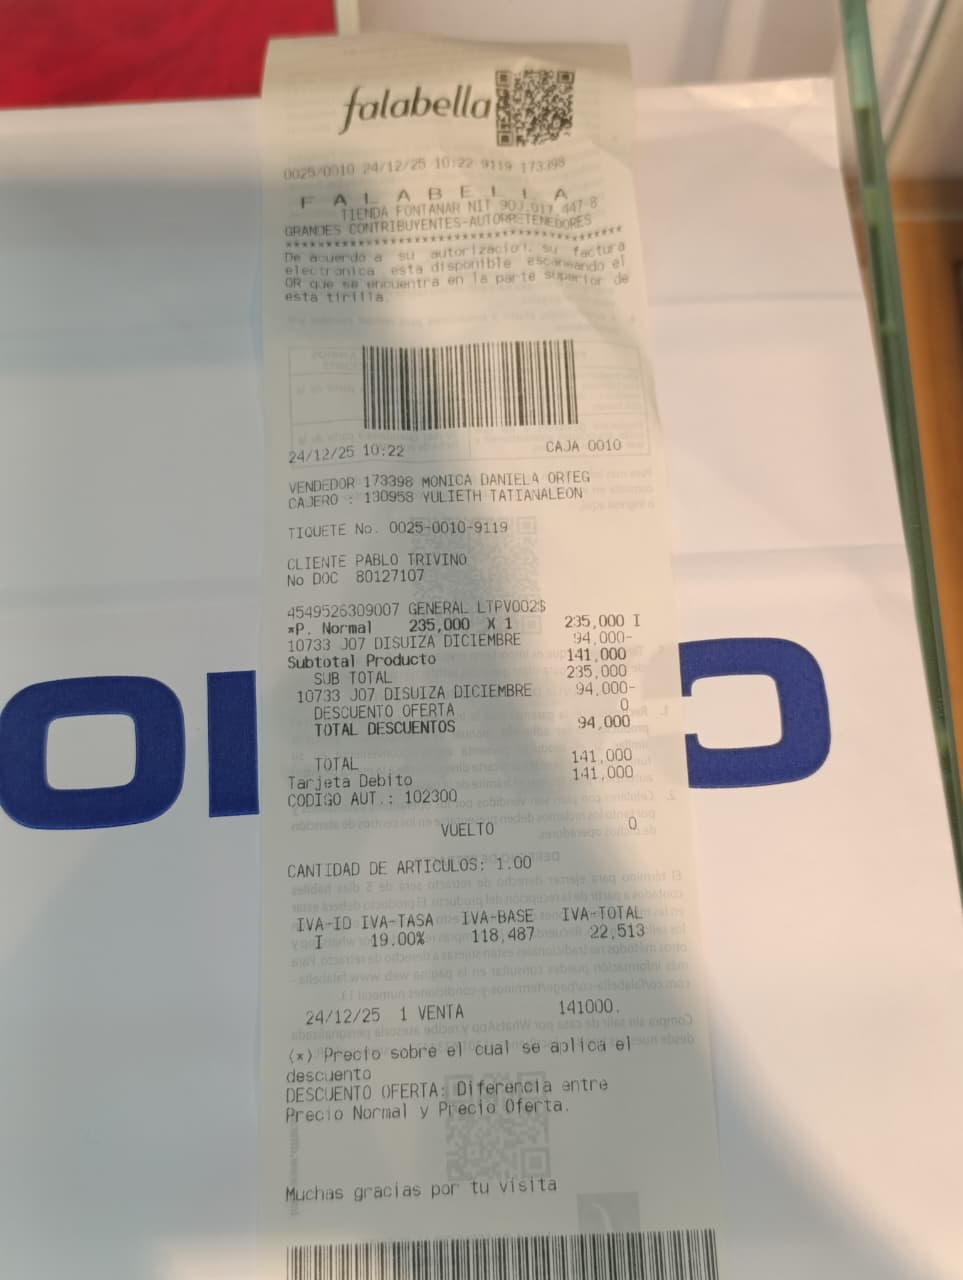 falabella
0025/0010 24/12/25 10:22 9119 173398
F A L A B E L L A
TIENDA FONTANAR NIT 900.017.447-8
GRANDES CONTRIBUYENTES-AUTORRETENEDORES
****************************************
De acuerdo a su autorizacion, su factura
electronica esta disponible escaneando el
QR que se encuentra en la parte superior de
esta tirilla.
24/12/25 10:22 CAJA 0010
VENDEDOR 173398 MONICA DANIELA ORTEG
CAJERO : 130958 YULIETH TATIANALEON
TIQUETE No. 0025-0010-9119
CLIENTE PABLO TRIVINO
No DOC 80127107
4549526309007 GENERAL LTPV002$
*P. Normal 235,000 X 1 235,000 I
10733 J07 DISUIZA DICIEMBRE 94,000-
Subtotal Producto 141,000
SUB TOTAL 235,000
10733 J07 DISUIZA DICIEMBRE 94,000-
DESCUENTO OFERTA 0
TOTAL DESCUENTOS 94,000
TOTAL 141,000
Tarjeta Debito 141,000
CODIGO AUT.: 102300
VUELTO 0
CANTIDAD DE ARTICULOS: 1.00
IVA-ID IVA-TASA IVA-BASE IVA-TOTAL
I 19.00% 118,487 22,513
24/12/25 1 VENTA 141000.
(*) Precio sobre el cual se aplica el
descuento
DESCUENTO OFERTA: Diferencia entre
Precio Normal y Precio Oferta.
Muchas gracias por tu visita